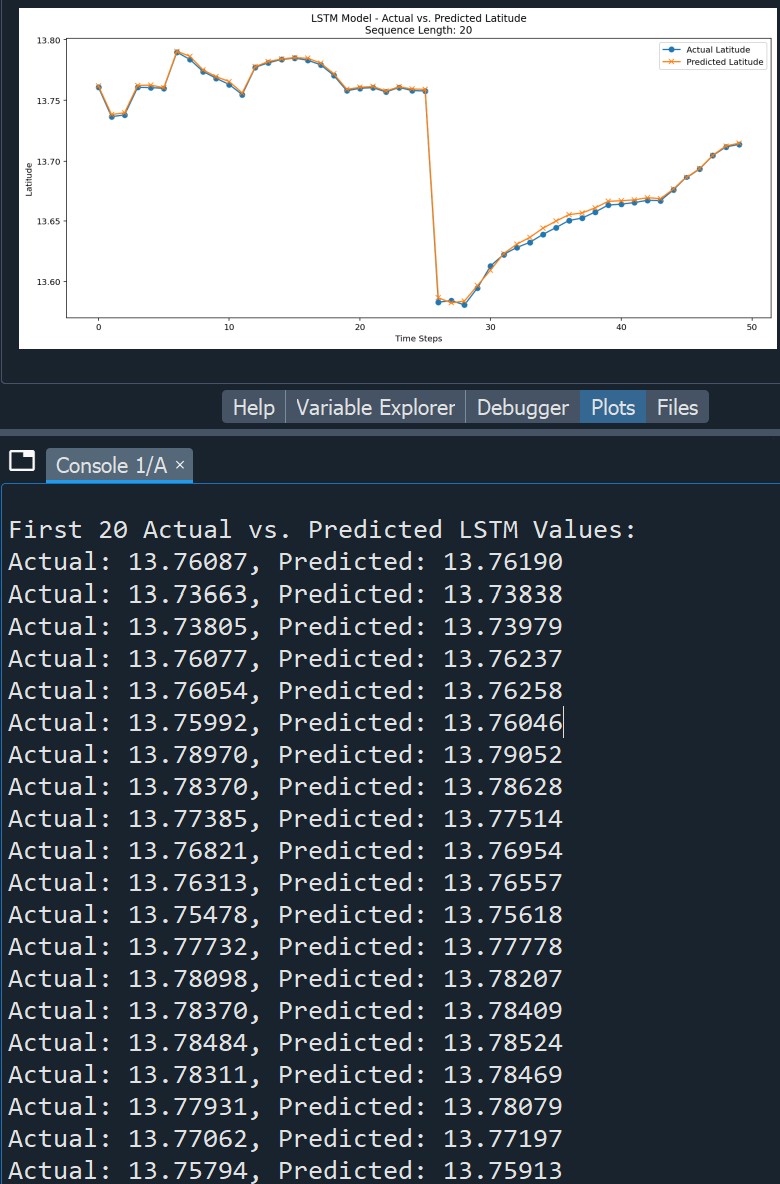 LSTM Model - Actual vs. Predicted Latitude
Sequence Length: 20
Actual Latitude
Predicted Latitude
13.80
13.75
13.70
13.65
13.60
Latitude
0 10 20 30 40 50
Time Steps
Help Variable Explorer Debugger Plots Files
Console 1/A ×
First 20 Actual vs. Predicted LSTM Values:
Actual: 13.76087, Predicted: 13.76190
Actual: 13.73663, Predicted: 13.73838
Actual: 13.73805, Predicted: 13.73979
Actual: 13.76077, Predicted: 13.76237
Actual: 13.76054, Predicted: 13.76258
Actual: 13.75992, Predicted: 13.76046
Actual: 13.78970, Predicted: 13.79052
Actual: 13.78370, Predicted: 13.78628
Actual: 13.77385, Predicted: 13.77514
Actual: 13.76821, Predicted: 13.76954
Actual: 13.76313, Predicted: 13.76557
Actual: 13.75478, Predicted: 13.75618
Actual: 13.77732, Predicted: 13.77778
Actual: 13.78098, Predicted: 13.78207
Actual: 13.78370, Predicted: 13.78409
Actual: 13.78484, Predicted: 13.78524
Actual: 13.78311, Predicted: 13.78469
Actual: 13.77931, Predicted: 13.78079
Actual: 13.77062, Predicted: 13.77197
Actual: 13.75794, Predicted: 13.75913